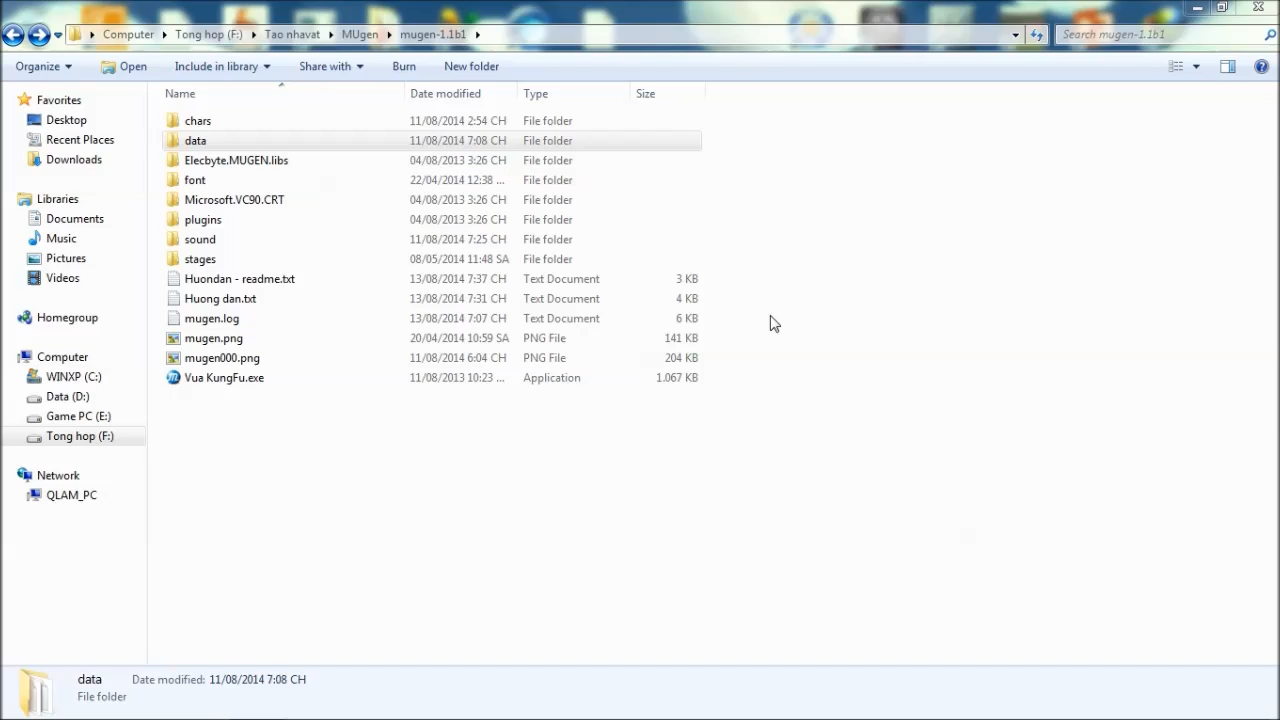 Computer Tong hop (F:) Tao nhavat MUgen mugen-1.1b1 Search mugen-1.1b1
Organize Open Include in library Share with Burn New folder
Name Date modified Type Size
Favorites
Desktop
Recent Places
Downloads
Libraries
Documents
Music
Pictures
Videos
Homegroup
Computer
WINXP (C:)
Data (D:)
Game PC (E:)
Tong hop (F:)
Network
QLAM_PC
chars 11/08/2014 2:54 CH File folder
data 11/08/2014 7:08 CH File folder
Elecbyte.MUGEN.libs 04/08/2013 3:26 CH File folder
font 22/04/2014 12:38 ... File folder
Microsoft.VC90.CRT 04/08/2013 3:26 CH File folder
plugins 04/08/2013 3:26 CH File folder
sound 11/08/2014 7:25 CH File folder
stages 08/05/2014 11:48 SA File folder
Huondan - readme.txt 13/08/2014 7:37 CH Text Document 3 KB
Huong dan.txt 13/08/2014 7:31 CH Text Document 4 KB
mugen.log 13/08/2014 7:07 CH Text Document 6 KB
mugen.png 20/04/2014 10:59 SA PNG File 141 KB
mugen000.png 11/08/2014 6:04 CH PNG File 204 KB
Vua KungFu.exe 11/08/2013 10:23 ... Application 1.067 KB
data Date modified: 11/08/2014 7:08 CH
File folder